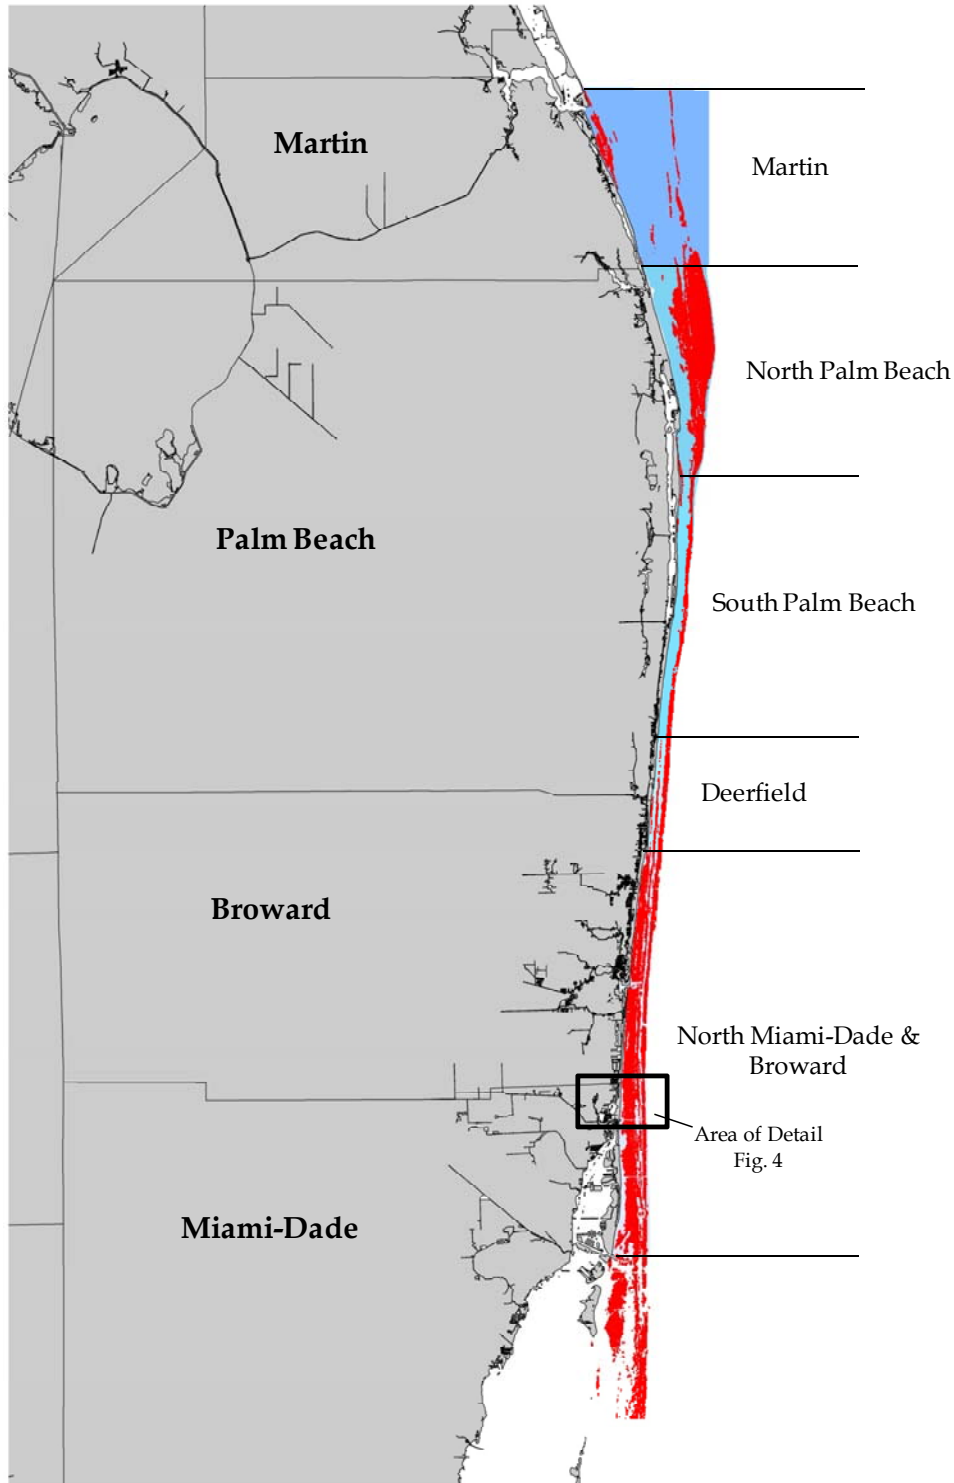 Martin
Martin
North Palm Beach
Palm Beach
South Palm Beach
Deerfield
Broward
North Miami-Dade &
Broward
Area of Detail
Fig. 4
Miami-Dade